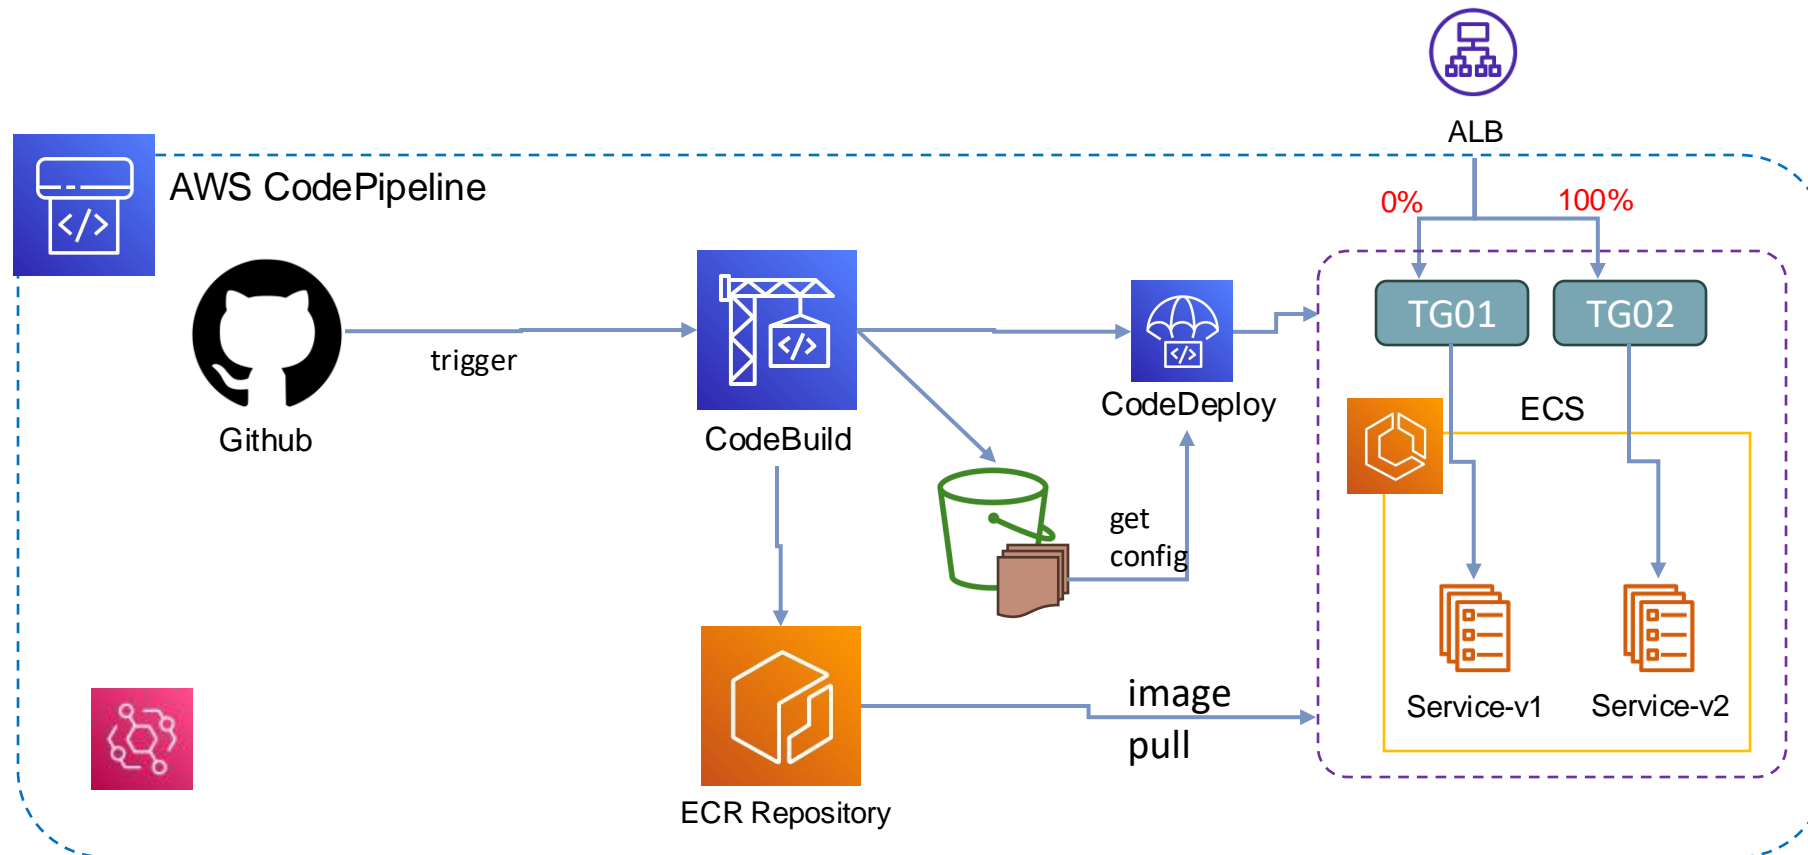 ALB
AWS CodePipeline
0%
100%
TG01
TG02
trigger
CodeDeploy
ECS
Github
CodeBuild
get
config
image
pull
Service-v1
Service-v2
ECR Repository